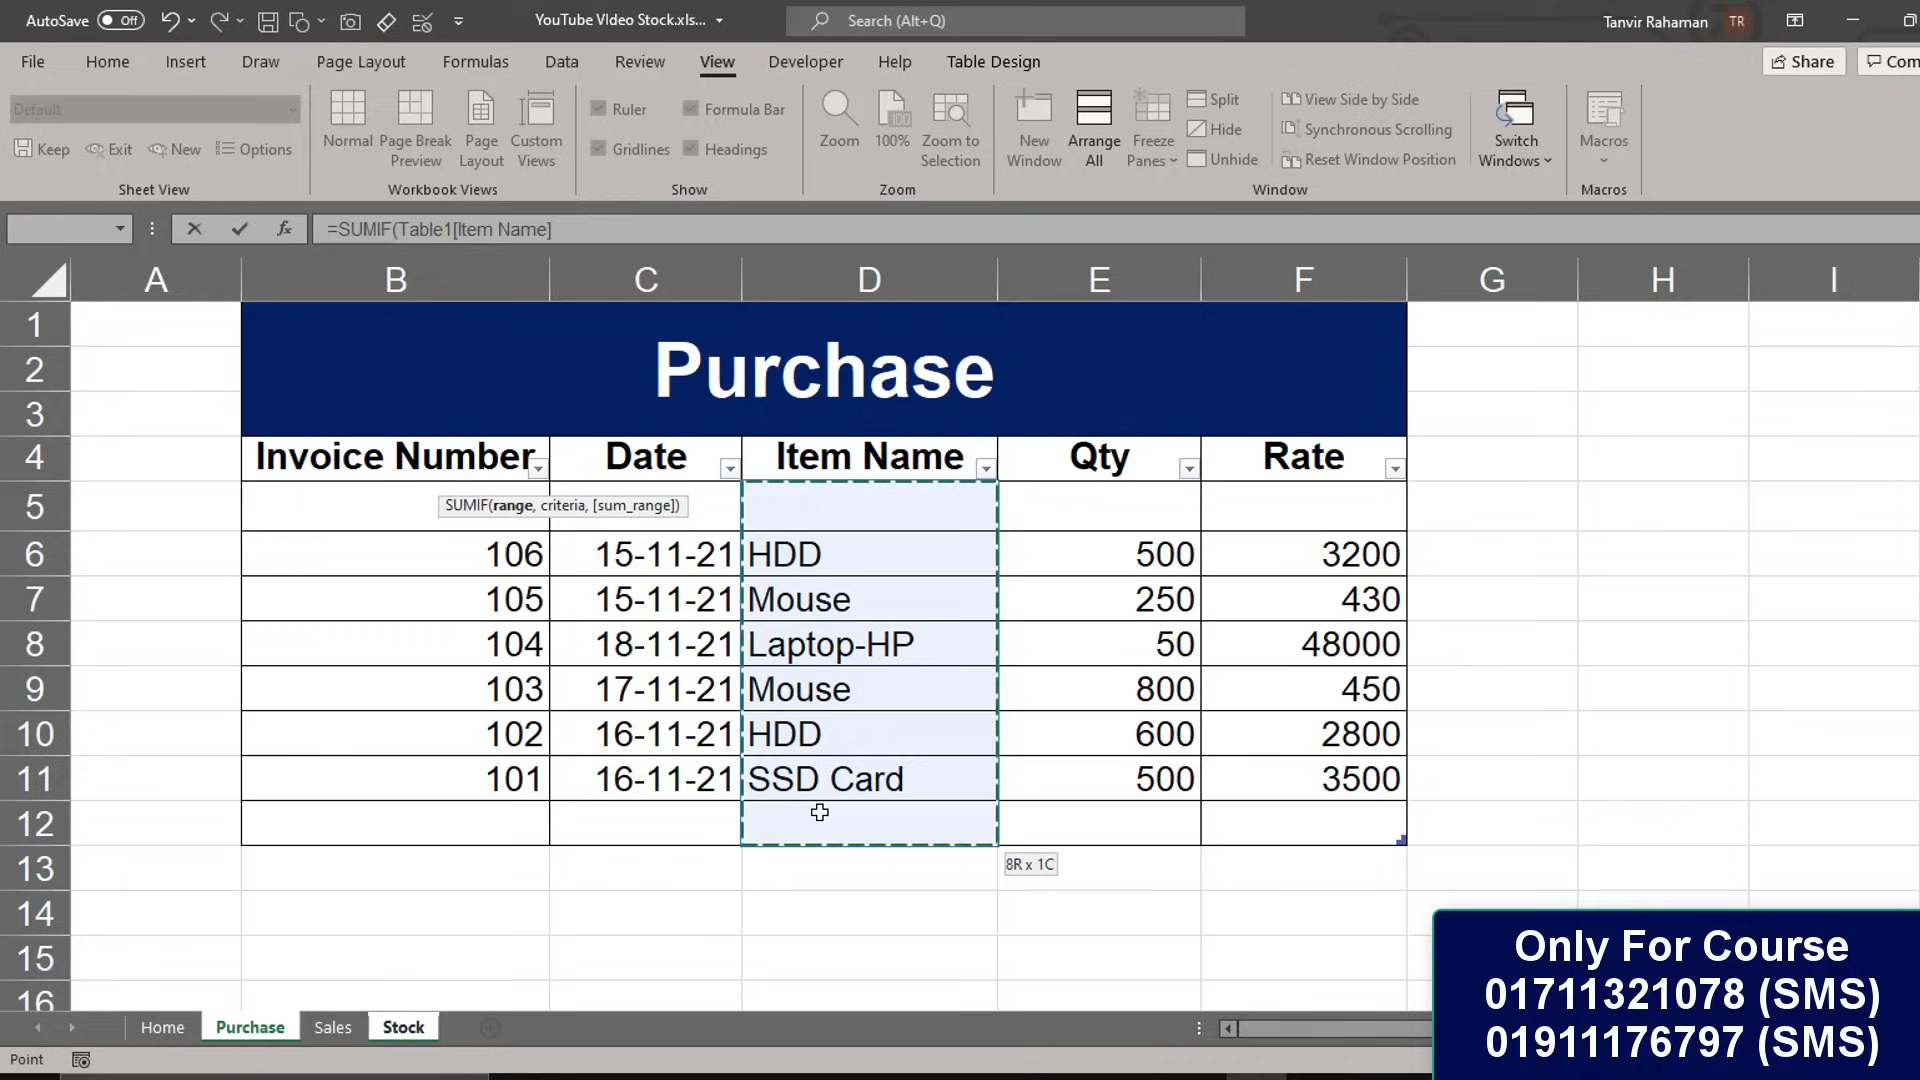 AutoSave Off YouTube VIdeo Stock.xls... Search (Alt+Q) Tanvir Rahaman TR
File Home Insert Draw Page Layout Formulas Data Review View Developer Help Table Design Share Com
Default
Keep Exit New Options
Sheet View
Normal Page Break Preview Page Layout Custom Views
Workbook Views
Ruler Formula Bar
Gridlines Headings
Show
Zoom 100% Zoom to Selection
Zoom
New Window Arrange All Freeze Panes
Split
Hide
Unhide
View Side by Side
Synchronous Scrolling
Reset Window Position
Switch Windows
Window
Macros
Macros
fx =SUMIF(Table1[Item Name]
A B C D E F G H I
1
2 Purchase
3
4 Invoice Number Date Item Name Qty Rate
5 SUMIF(range, criteria, [sum_range])
6 106 15-11-21 HDD 500 3200
7 105 15-11-21 Mouse 250 430
8 104 18-11-21 Laptop-HP 50 48000
9 103 17-11-21 Mouse 800 450
10 102 16-11-21 HDD 600 2800
11 101 16-11-21 SSD Card 500 3500
12
13 8R x 1C
14
15
16
Only For Course
01711321078 (SMS)
01911176797 (SMS)
Home Purchase Sales Stock
Point